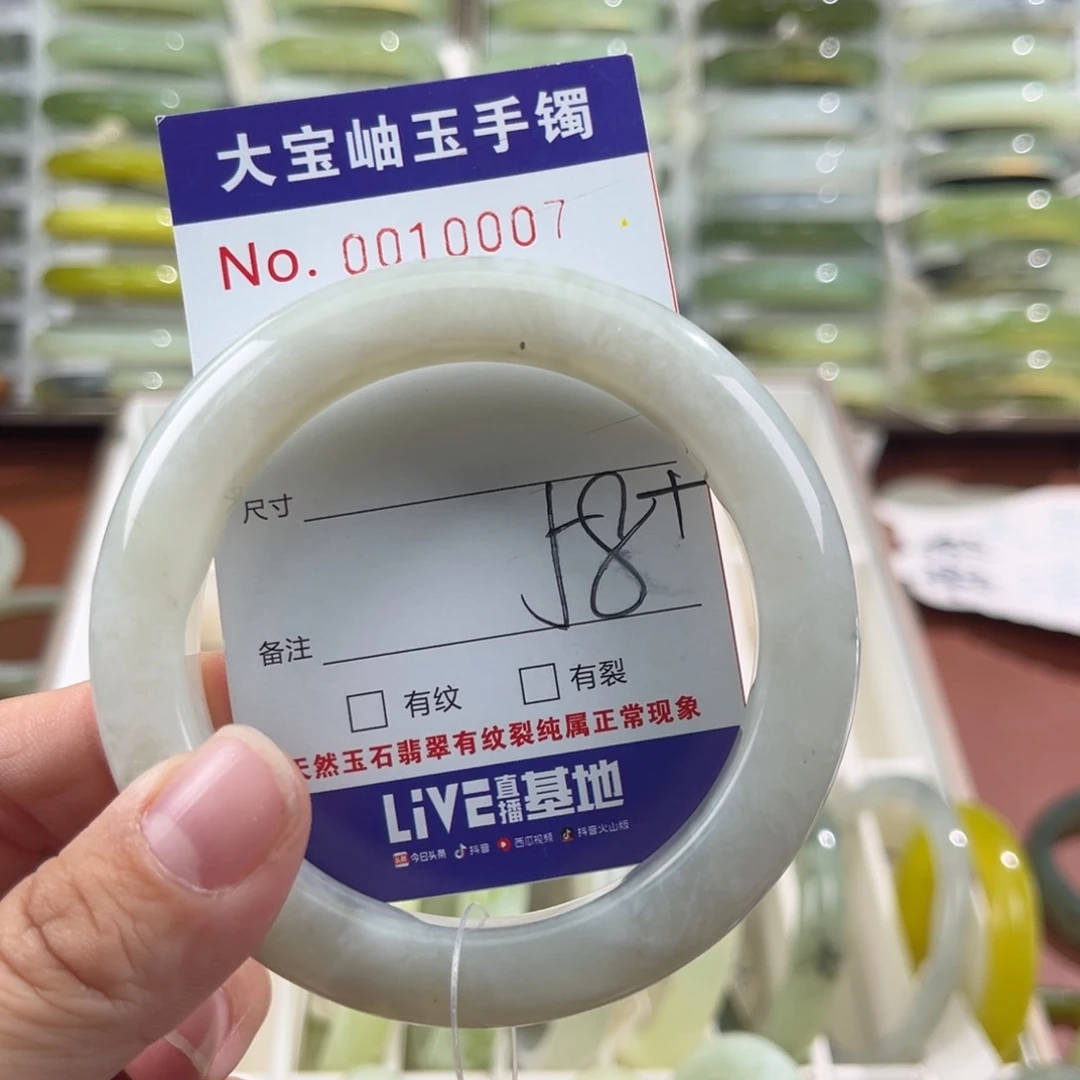 大宝岫玉手镯
No. 0010007
尺寸 58+
备注
有纹 有裂
天然玉石翡翠有纹裂纯属正常现象
LiVE直播基地
头条 今日头条 抖音 西瓜视频 抖音火山版